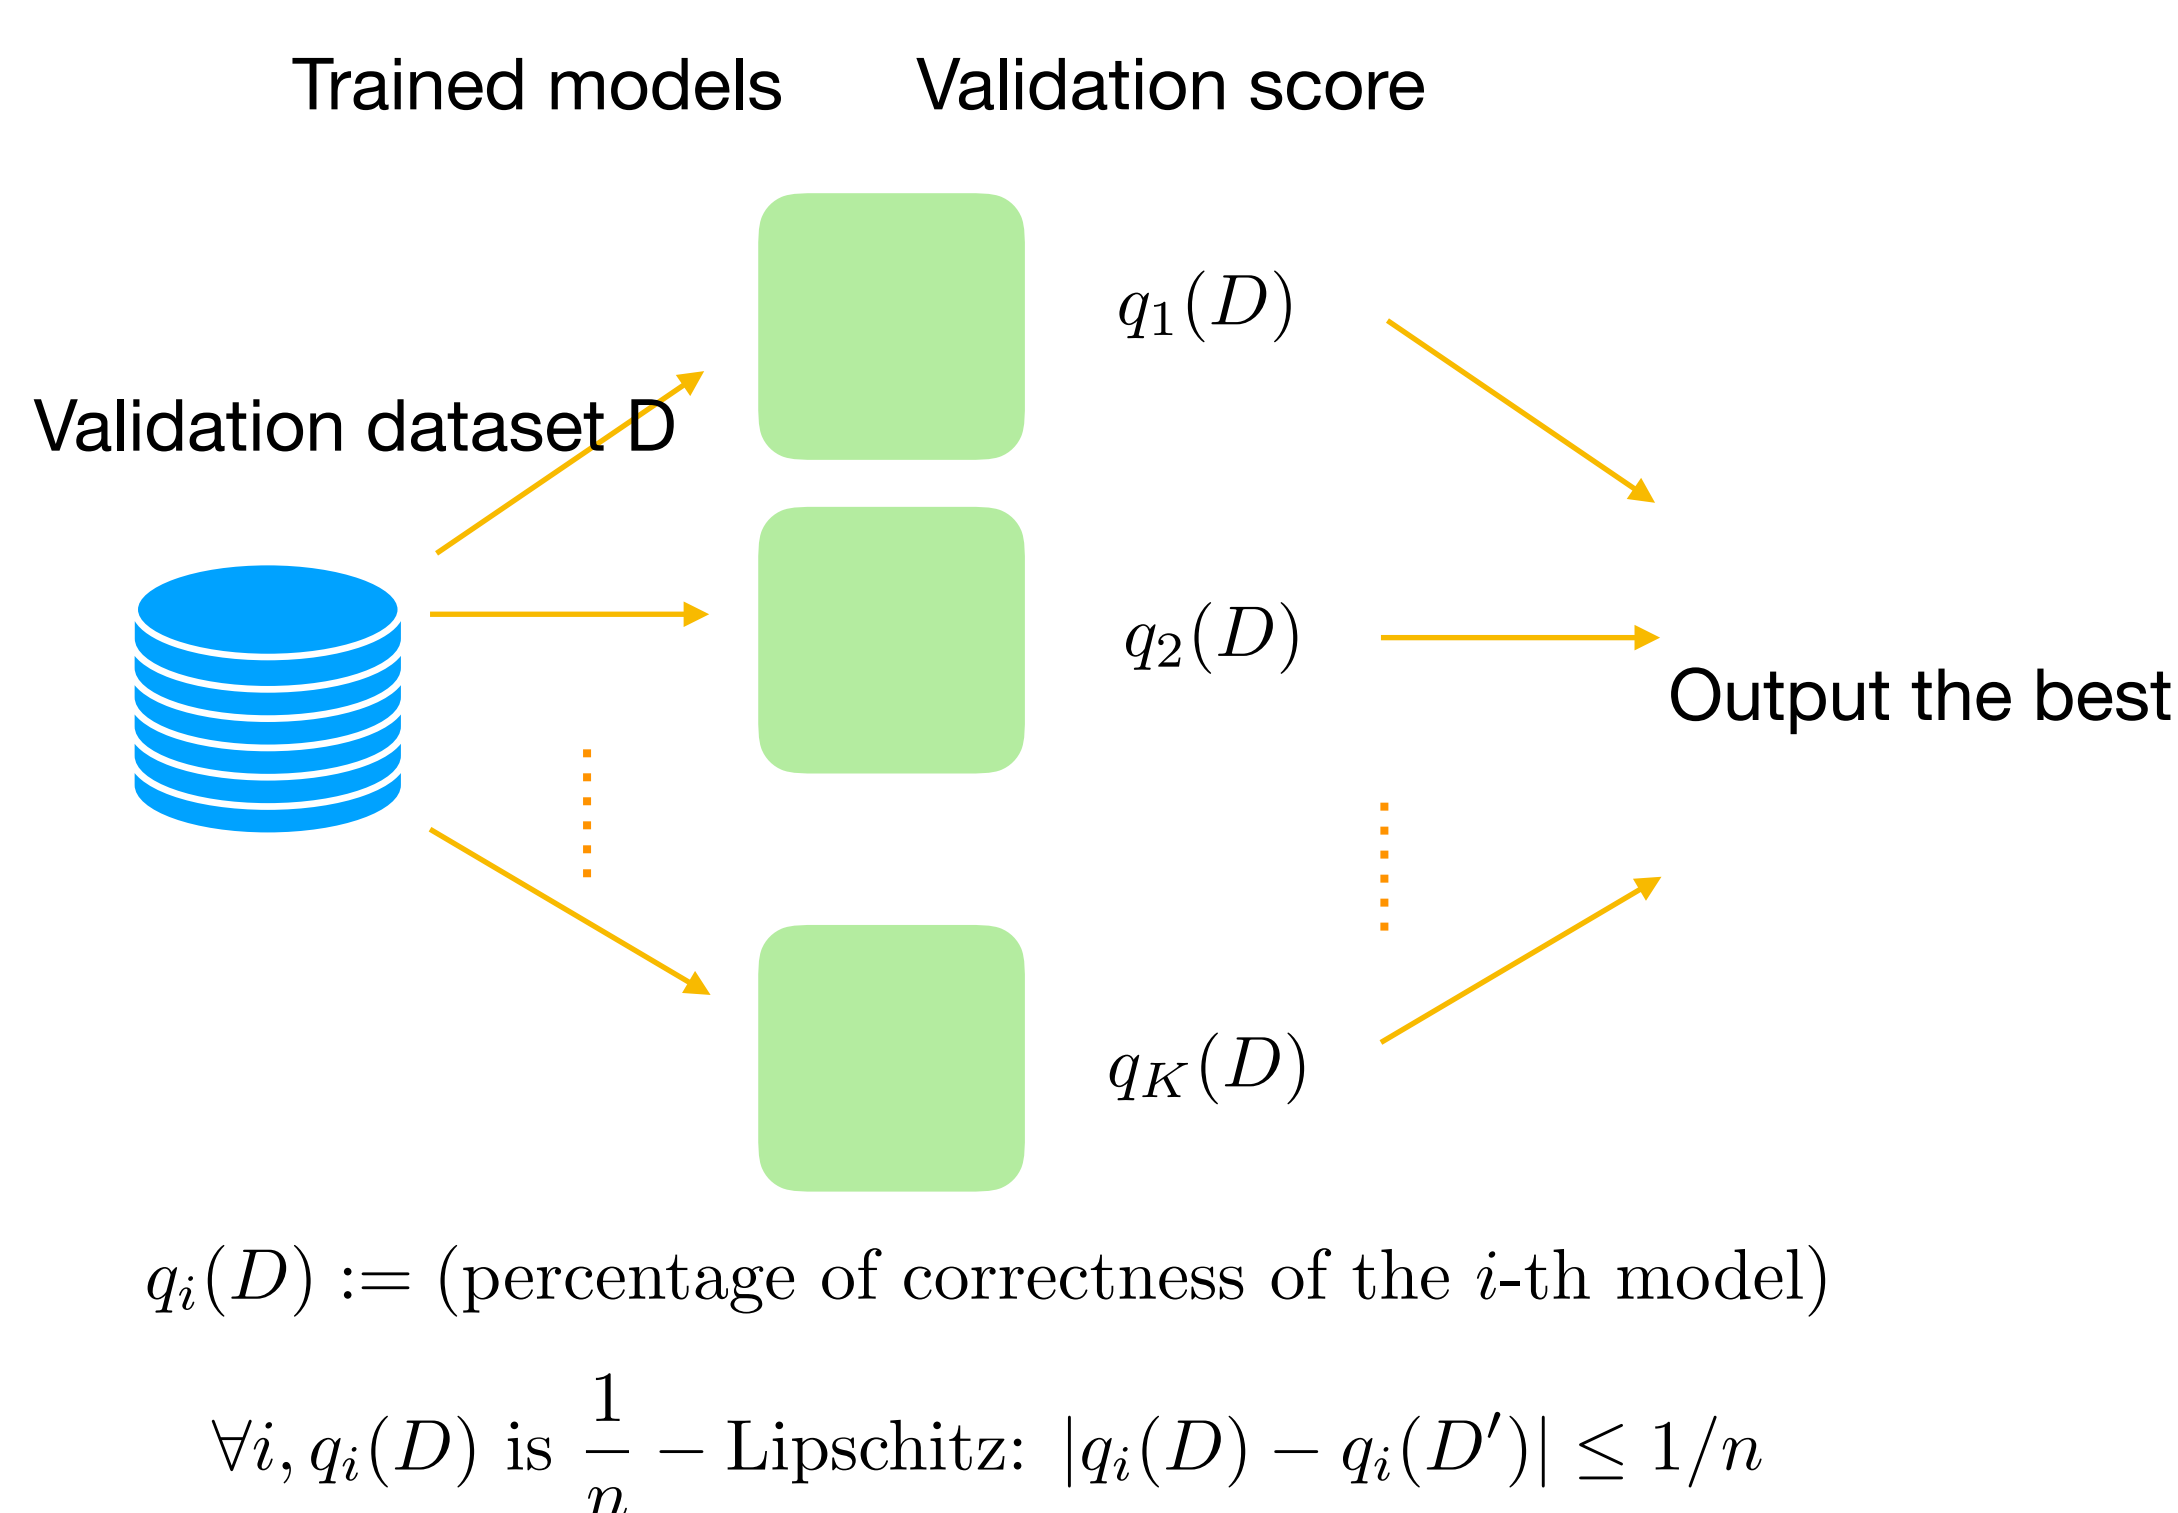 Trained models
Validation score
q_1(D)
Validation dataset D
q_2(D)
Output the best
q_K(D)
q_i(D) := (percentage of correctness of the i-th model)
∀i, q_i(D) is 1/n − Lipschitz: |q_i(D) − q_i(D′)| ≤ 1/n